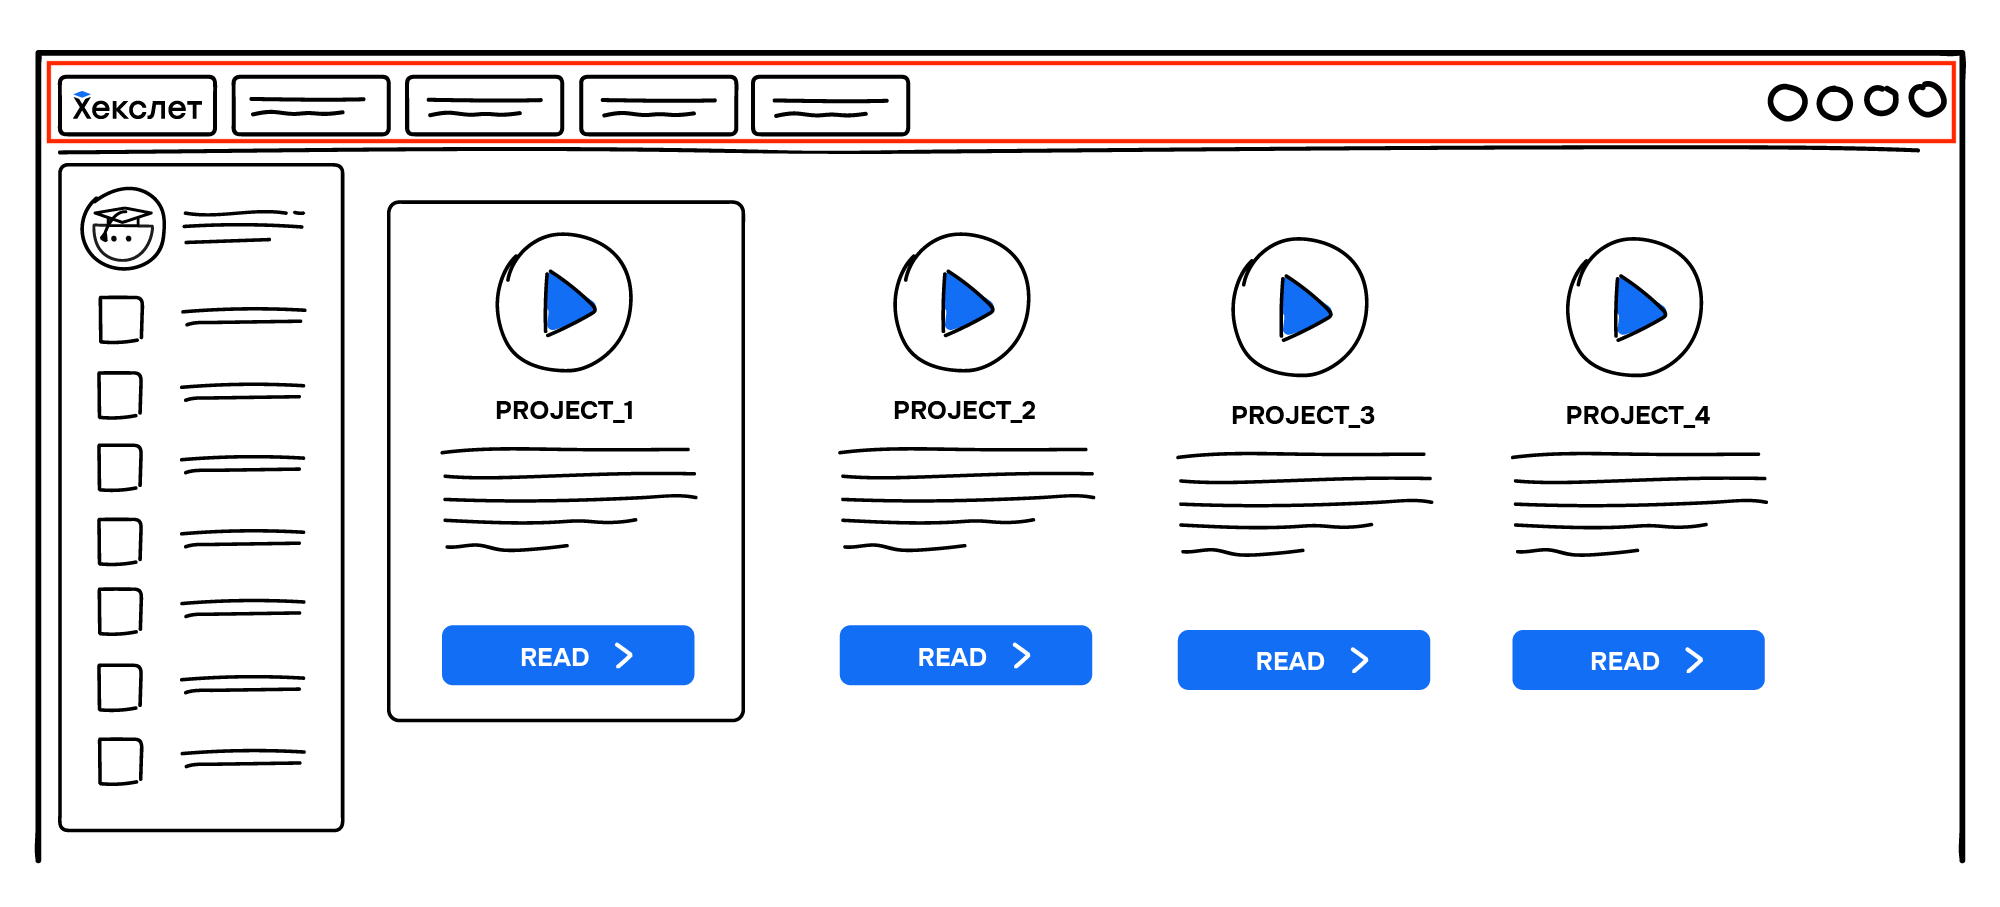 Хекслет
PROJECT_1
PROJECT_2
PROJECT_3
PROJECT_4
READ
READ
READ
READ